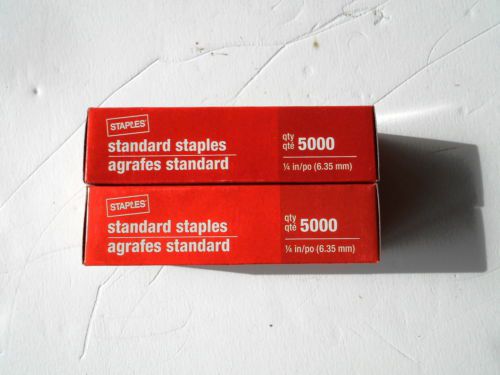 STAPLES
standard staples
agrafes standard
qty
qté 5000
¼ in/po (6.35 mm)
STAPLES
standard staples
agrafes standard
qty
qté 5000
¼ in/po (6.35 mm)